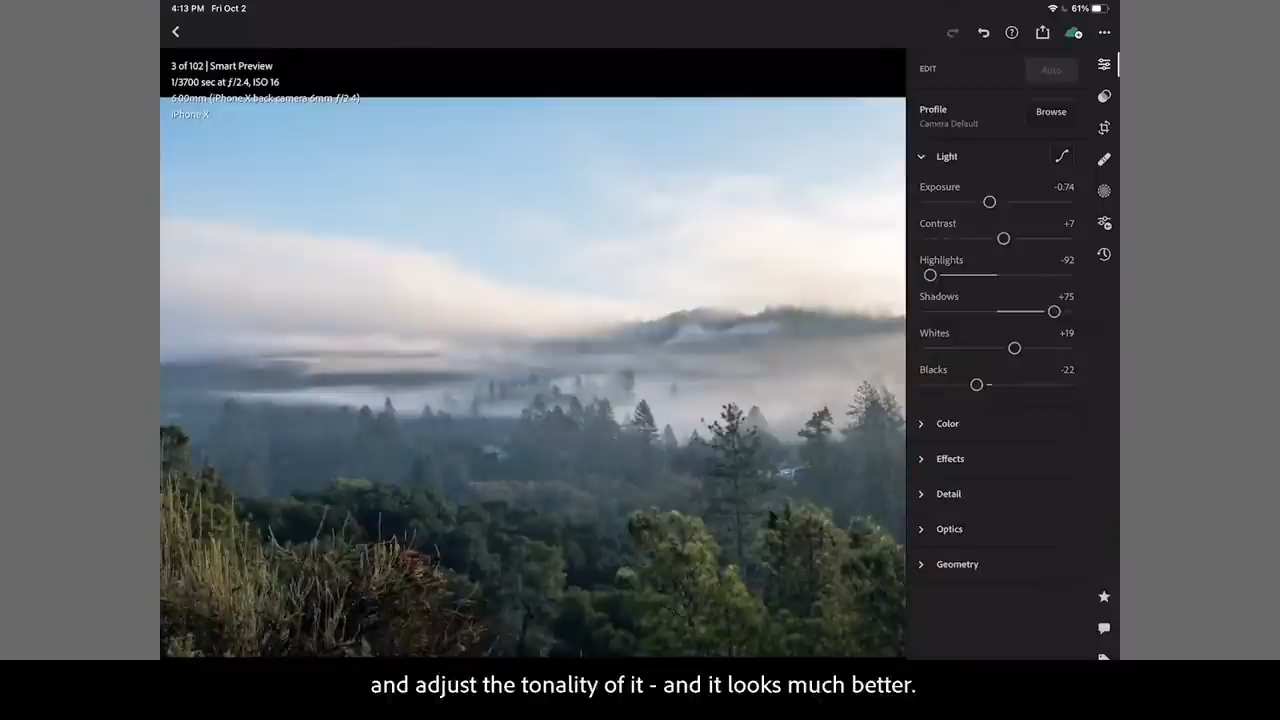 4:13 PM Fri Oct 2
61%
3 of 102 | Smart Preview
1/3700 sec at ƒ/2.4, ISO 16
6.00mm (iPhone X back camera 6mm ƒ/2.4)
iPhone X
EDIT
Auto
Profile
Camera Default
Browse
Light
Exposure -0.74
Contrast +7
Highlights -92
Shadows +75
Whites +19
Blacks -22
Color
Effects
Detail
Optics
Geometry
and adjust the tonality of it - and it looks much better.